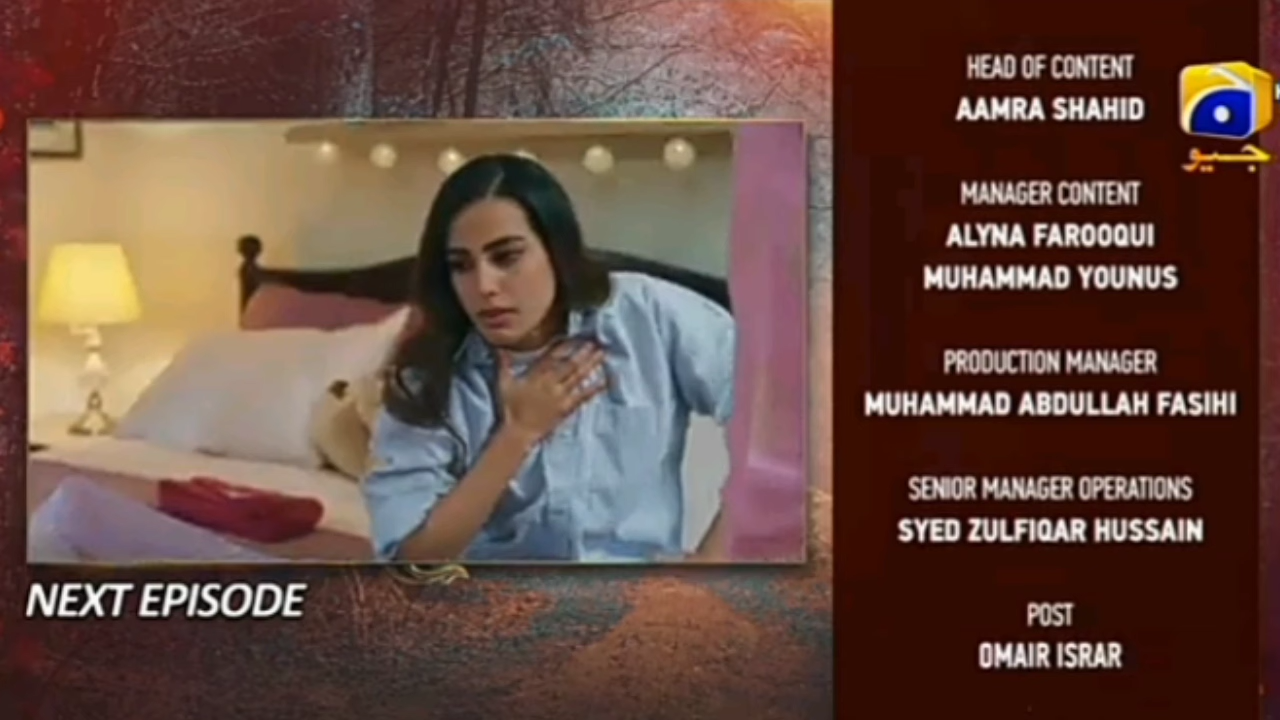 HEAD OF CONTENT
AAMRA SHAHID
MANAGER CONTENT
ALYNA FAROOQUI
MUHAMMAD YOUNUS
PRODUCTION MANAGER
MUHAMMAD ABDULLAH FASIHI
SENIOR MANAGER OPERATIONS
SYED ZULFIQAR HUSSAIN
POST
OMAIR ISRAR
جیو
NEXT EPISODE